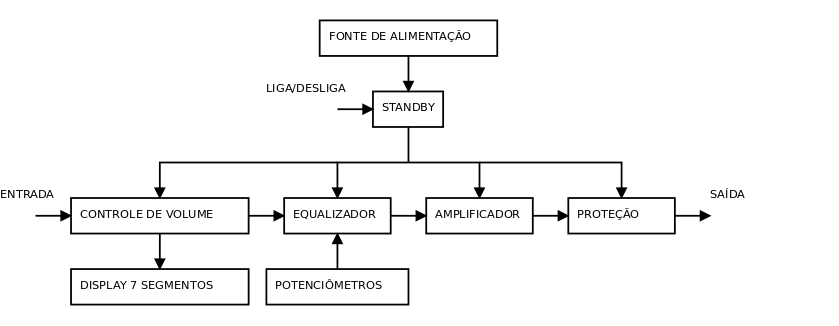 FONTE DE ALIMENTAÇÃO
LIGA/DESLIGA
STANDBY
ENTRADA
SAÍDA
CONTROLE DE VOLUME
EQUALIZADOR
AMPLIFICADOR
PROTEÇÃO
DISPLAY 7 SEGMENTOS
POTENCIÔMETROS